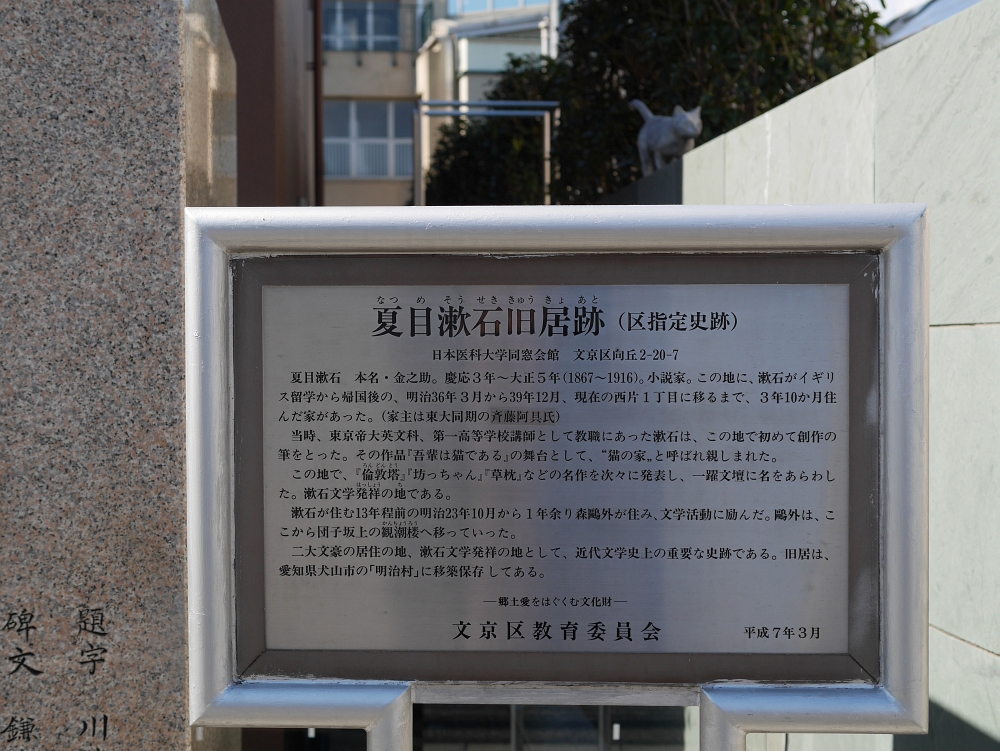 なつ め そう せき きゅう きょ あと
夏目漱石旧居跡(区指定史跡)
日本医科大学同窓会館 文京区向丘2-20-7
夏目漱石 本名・金之助。慶応3年〜大正5年(1867〜1916)。小説家。この地に、漱石がイギリ
ス留学から帰国後の、明治36年3月から39年12月、現在の西片1丁目に移るまで、3年10か月住
んだ家があった。(家主は東大同期の斉藤阿具氏)
当時、東京帝大英文科、第一高等学校講師として教職にあった漱石は、この地で初めて創作の
筆をとった。その作品『吾輩は猫である』の舞台として、“猫の家„と呼ばれ親しまれた。
ろんどんとう
この地で、『倫敦塔』『坊っちゃん』『草枕』などの名作を次々に発表し、一躍文壇に名をあらわし
はっしょう ち
た。漱石文学発祥の地である。
漱石が住む13年程前の明治23年10月から1年余り森鷗外が住み、文学活動に励んだ。鷗外は、こ
かんちょうろう
こから団子坂上の観潮楼へ移っていった。
二大文豪の居住の地、漱石文学発祥の地として、近代文学史上の重要な史跡である。旧居は、
愛知県犬山市の「明治村」に移築保存してある。
―郷土愛をはぐくむ文化財―
文京区教育委員会 平成7年3月
題字 川
碑文 鎌